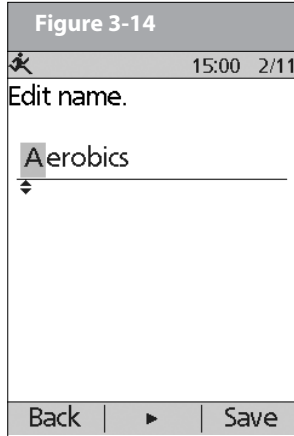 Figure 3-14
15:00 2/11
Edit name.
Aerobics
Back | ► | Save